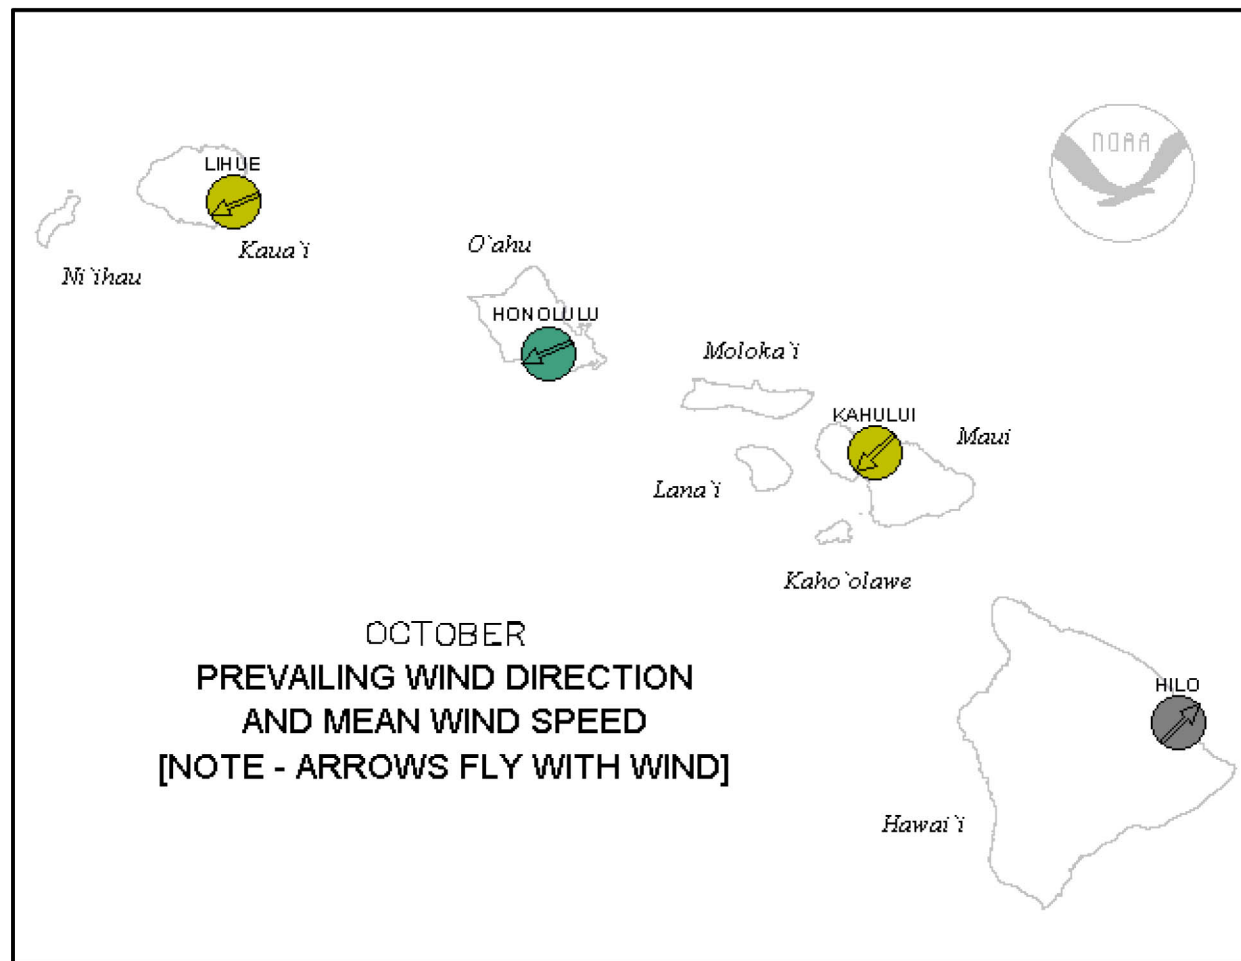 NOAA
LIHUE
Kaua`i
Ni`ihau
O`ahu
HONOLULU
Moloka`i
KAHULUI
Maui
Lana`i
Kaho`olawe
OCTOBER
PREVAILING WIND DIRECTION
AND MEAN WIND SPEED
[NOTE - ARROWS FLY WITH WIND]
HILO
Hawai`i